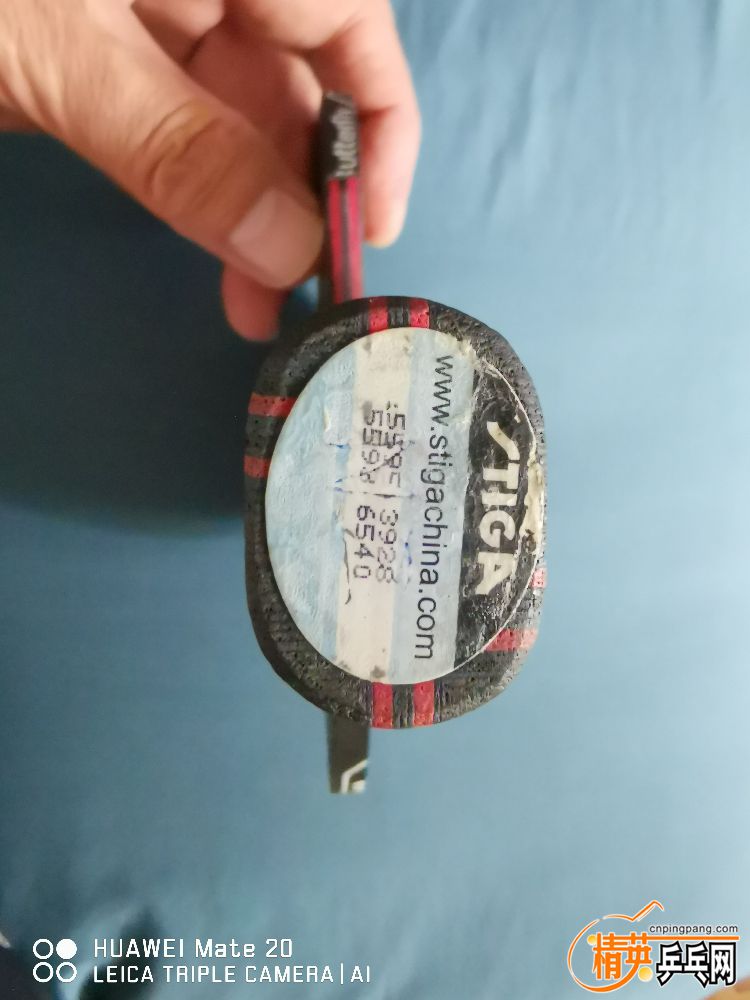 STIGA
www.stigachina.com
3928
6540
HUAWEI Mate 20
LEICA TRIPLE CAMERA|AI
cnpingpang.com
精英乒乓网